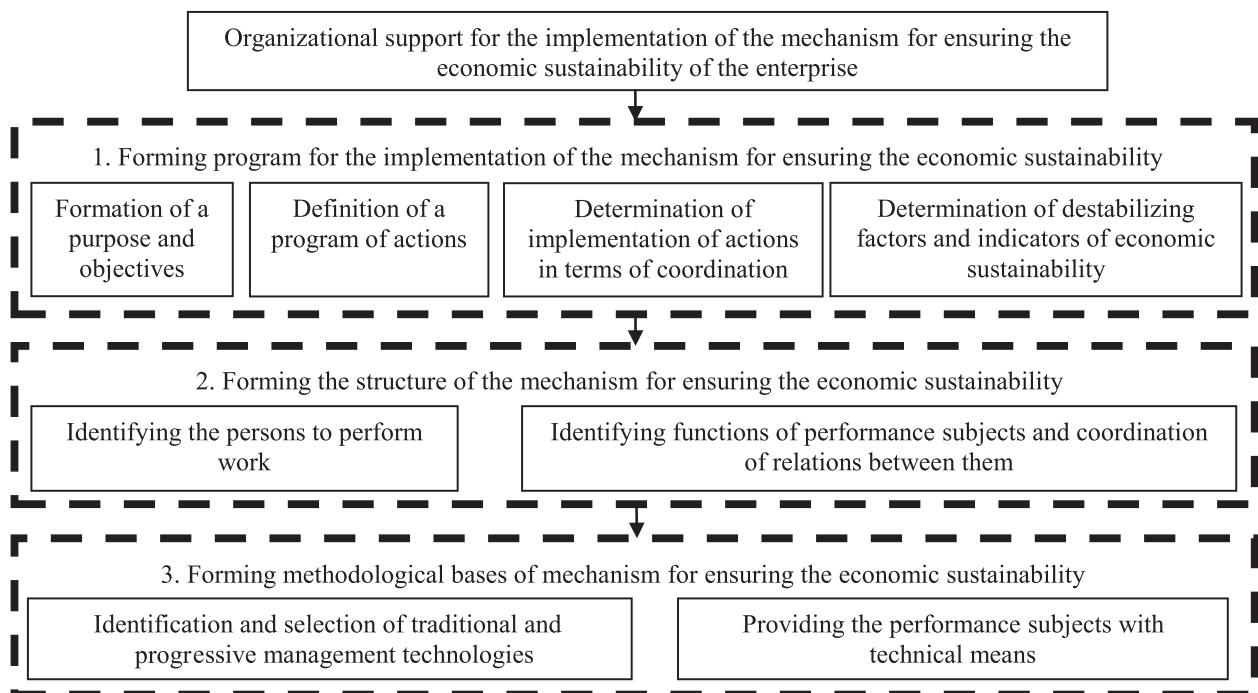 Organizational support for the implementation of the mechanism for ensuring the
economic sustainability of the enterprise
1. Forming program for the implementation of the mechanism for ensuring the economic sustainability
Formation of a
purpose and
objectives
Definition of a
program of actions
Determination of
implementation of actions
in terms of coordination
Determination of destabilizing
factors and indicators of economic
sustainability
2. Forming the structure of the mechanism for ensuring the economic sustainability
Identifying the persons to perform
work
Identifying functions of performance subjects and coordination
of relations between them
3. Forming methodological bases of mechanism for ensuring the economic sustainability
Identification and selection of traditional and
progressive management technologies
Providing the performance subjects with
technical means